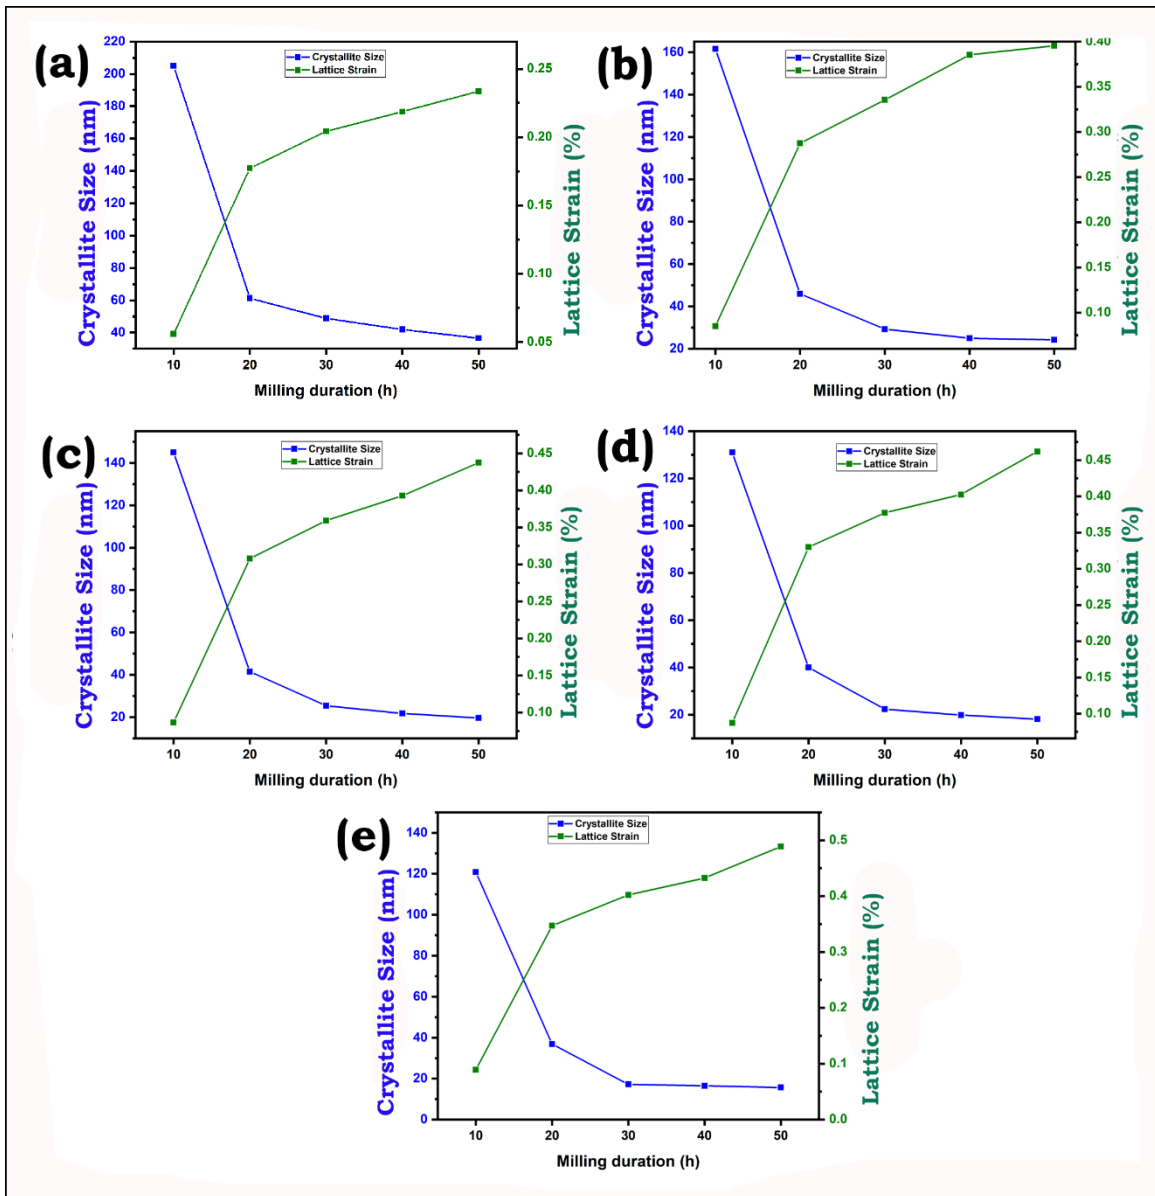 (a)
Crystallite Size (nm)
220
200
180
160
140
120
100
80
60
40
Crystallite Size
Lattice Strain
0.25
0.20
0.15
0.10
0.05
Lattice Strain (%)
10 20 30 40 50
Milling duration (h)
(b)
Crystallite Size (nm)
160
140
120
100
80
60
40
20
Crystallite Size
Lattice Strain
0.40
0.35
0.30
0.25
0.20
0.15
0.10
Lattice Strain (%)
10 20 30 40 50
Milling duration (h)
(c)
Crystallite Size (nm)
140
120
100
80
60
40
20
Crystallite Size
Lattice Strain
0.45
0.40
0.35
0.30
0.25
0.20
0.15
0.10
Lattice Strain (%)
10 20 30 40 50
Milling duration (h)
(d)
Crystallite Size (nm)
140
120
100
80
60
40
20
Crystallite Size
Lattice Strain
0.45
0.40
0.35
0.30
0.25
0.20
0.15
0.10
Lattice Strain (%)
10 20 30 40 50
Milling duration (h)
(e)
Crystallite Size (nm)
140
120
100
80
60
40
20
0
Crystallite Size
Lattice Strain
0.5
0.4
0.3
0.2
0.1
0.0
Lattice Strain (%)
10 20 30 40 50
Milling duration (h)